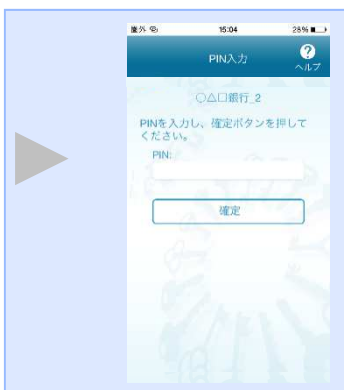 圏外
15:04
28%
PIN入力
?
ヘルプ
○△□銀行_2
PINを入力し、確定ボタンを押して
ください。
PIN:
確定